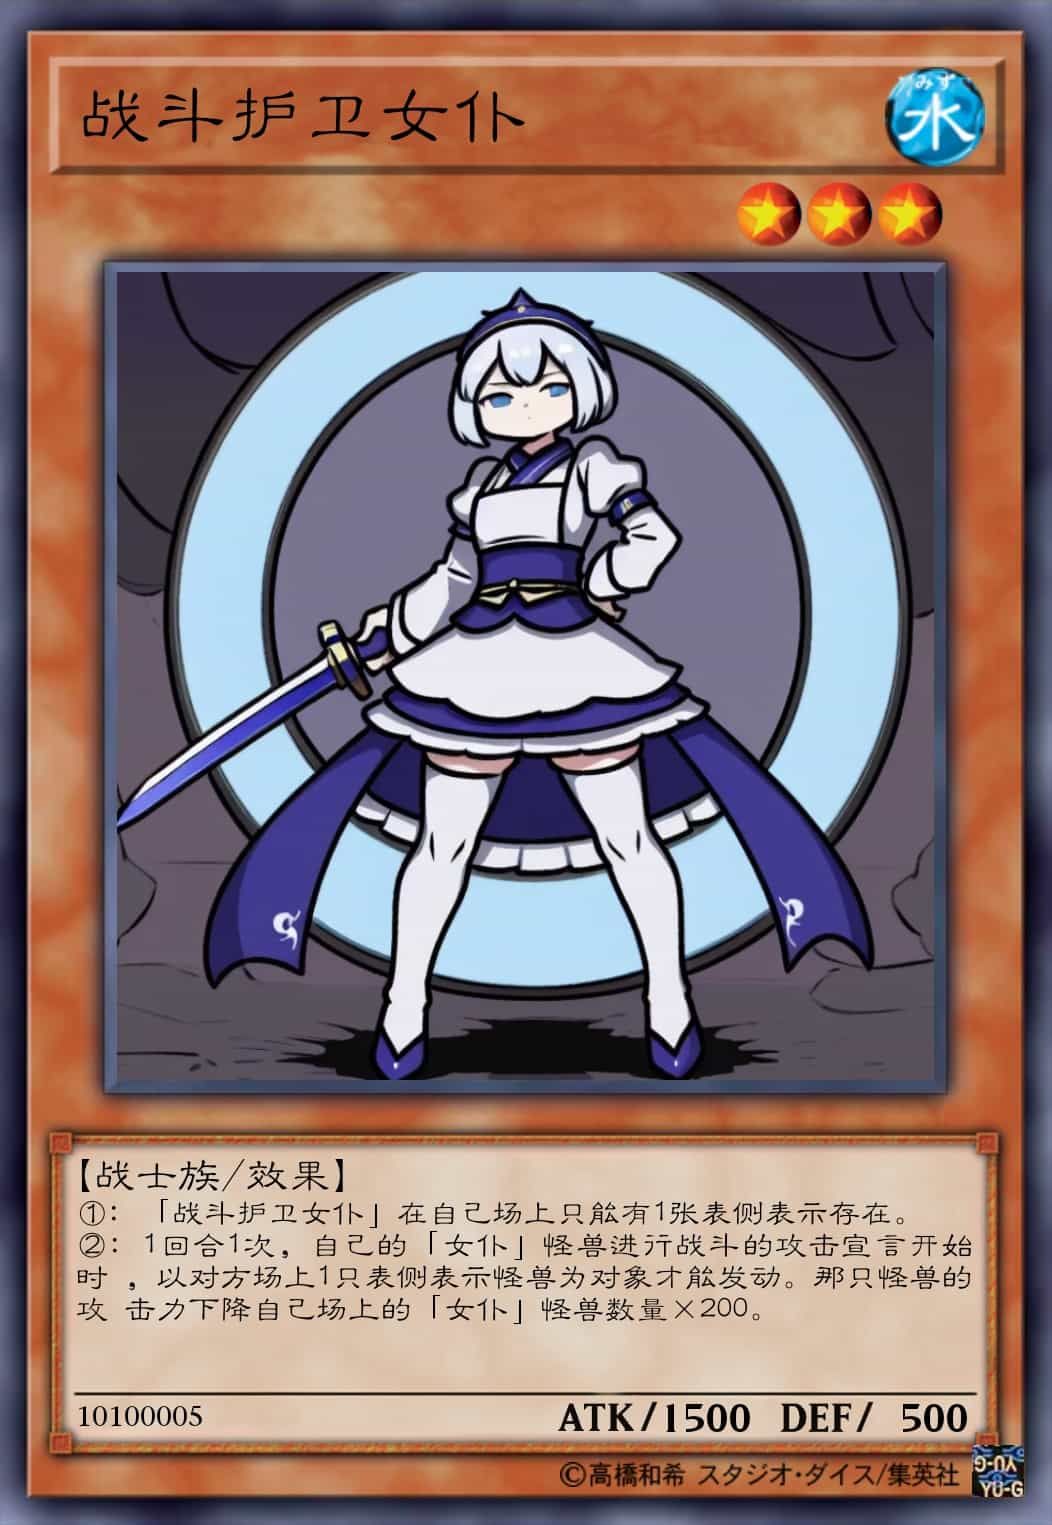 战斗护卫女仆
みず
水
【战士族/效果】
①：「战斗护卫女仆」在自己场上只能有1张表侧表示存在。
②：1回合1次，自己的「女仆」怪兽进行战斗的攻击宣言开始
时 ，以对方场上1只表侧表示怪兽为对象才能发动。那只怪兽的
攻 击力下降自己场上的「女仆」怪兽数量×200。
10100005 ATK/1500 DEF/ 500
©高橋和希 スタジオ・ダイス/集英社
YU-G
YU-G